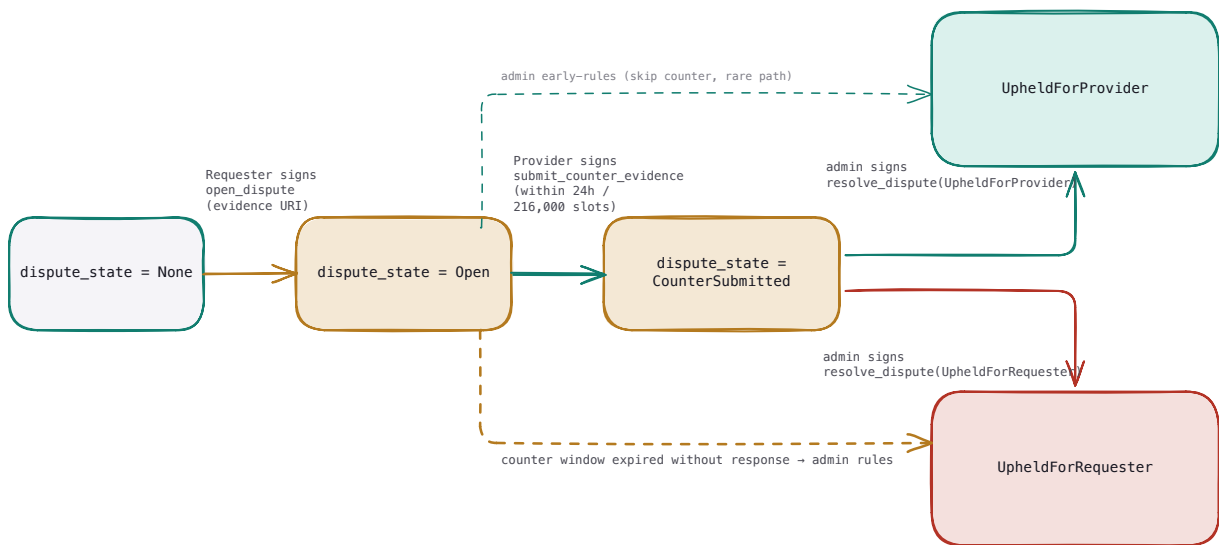 admin early–rules (skip counter, rare path)
UpheldForProvider
Requester signs
open_dispute
(evidence URI)
Provider signs
submit_counter_evidence
(within 24h /
216,000 slots)
admin signs
resolve_dispute(UpheldForProvider)
dispute_state = None
dispute_state = Open
dispute_state =
CounterSubmitted
admin signs
resolve_dispute(UpheldForRequester)
counter window expired without response → admin rules
UpheldForRequester